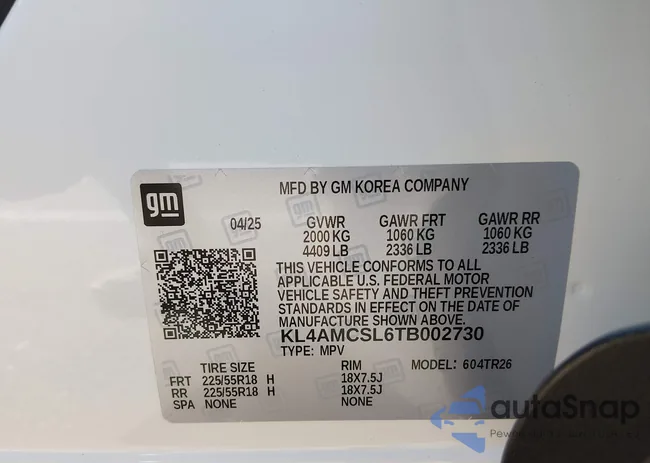 gm
MFD BY GM KOREA COMPANY
04/25 GVWR GAWR FRT GAWR RR
2000 KG 1060 KG 1060 KG
4409 LB 2336 LB 2336 LB
THIS VEHICLE CONFORMS TO ALL
APPLICABLE U.S. FEDERAL MOTOR
VEHICLE SAFETY AND THEFT PREVENTION
STANDARDS IN EFFECT ON THE DATE OF
MANUFACTURE SHOWN ABOVE.
KL4AMCSL6TB002730
TYPE: MPV MODEL: 604TR26
TIRE SIZE RIM
FRT 225/55R18 H 18X7.5J
RR 225/55R18 H 18X7.5J
SPA NONE NONE
autoSnap